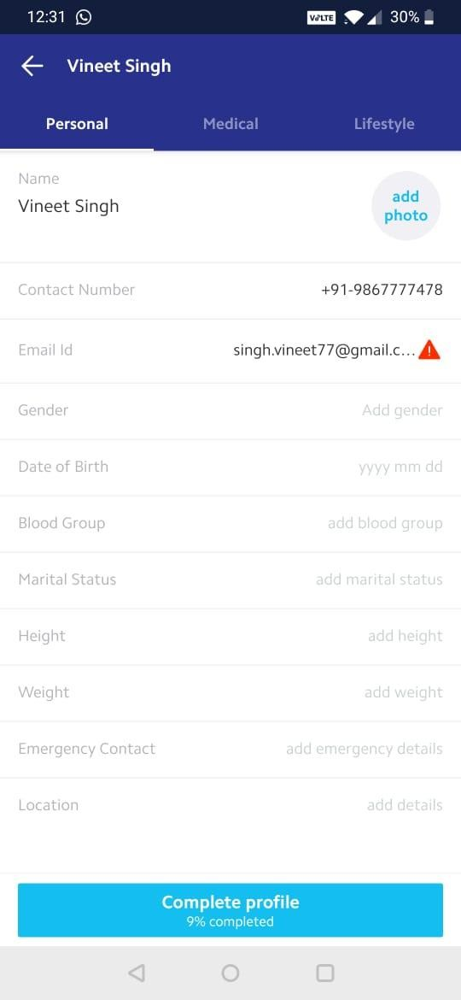 12:31 VoLTE 30%
Vineet Singh
Personal Medical Lifestyle
Name
Vineet Singh
add
photo
Contact Number +91-9867777478
Email Id singh.vineet77@gmail.c...
Gender Add gender
Date of Birth yyyy mm dd
Blood Group add blood group
Marital Status add marital status
Height add height
Weight add weight
Emergency Contact add emergency details
Location add details
Complete profile
9% completed